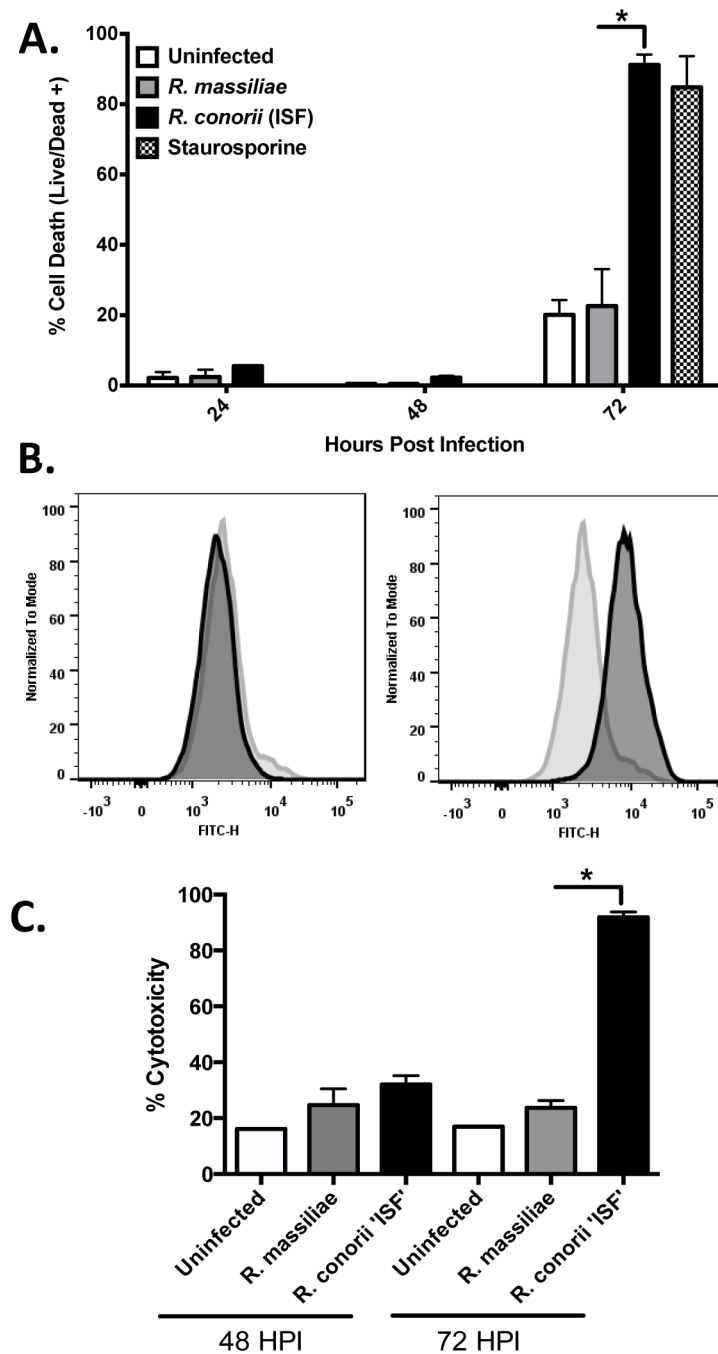 A.
% Cell Death (Live/Dead +)
100
80
60
40
20
0
Uninfected
R. massiliae
R. conorii (ISF)
Staurosporine
*
24
48
72
Hours Post Infection
B.
Normalized To Mode
100
80
60
40
20
0
-10³ 0 10³ 10⁴ 10⁵
FITC-H
Normalized To Mode
100
80
60
40
20
0
-10³ 0 10³ 10⁴ 10⁵
FITC-H
C.
% Cytotoxicity
100
80
60
40
20
0
*
Uninfected
R. massiliae
R. conorii 'ISF'
Uninfected
R. massiliae
R. conorii 'ISF'
48 HPI
72 HPI